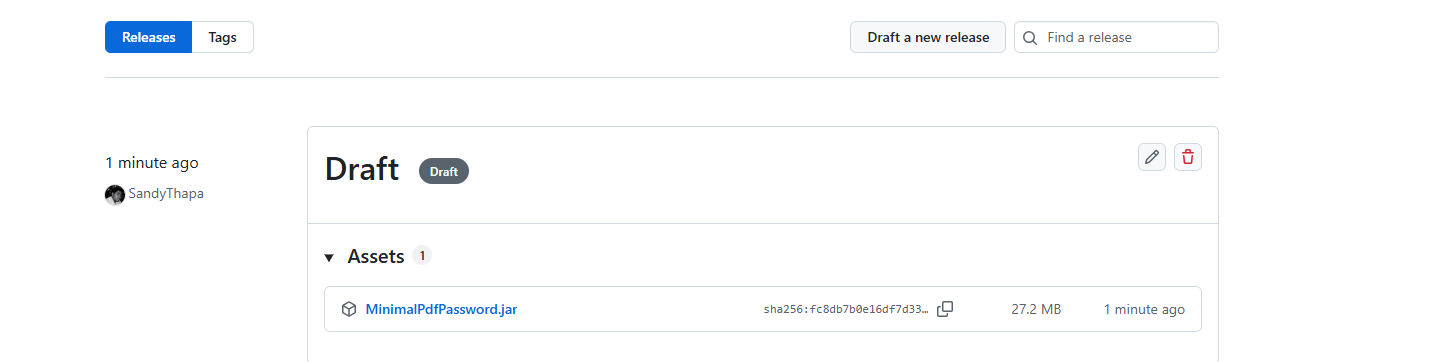 Releases Tags Draft a new release Find a release
1 minute ago
SandyThapa
Draft Draft
Assets 1
MinimalPdfPassword.jar sha256:fc8db7b0e16df7d33… 27.2 MB 1 minute ago